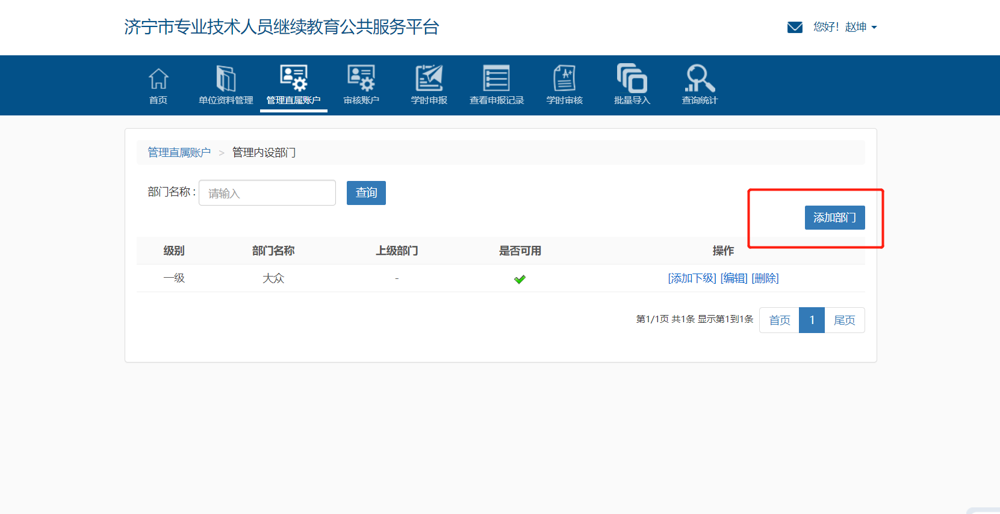 济宁市专业技术人员继续教育公共服务平台
您好！赵坤
首页 单位资料管理 管理直属账户 审核账户 学时申报 查看申报记录 学时审核 批量导入 查询统计
管理直属账户 > 管理内设部门
部门名称： 请输入 查询
添加部门
级别 部门名称 上级部门 是否可用 操作
一级 大众 - [添加下级] [编辑] [删除]
第1/1页 共1条 显示第1到1条 首页 1 尾页